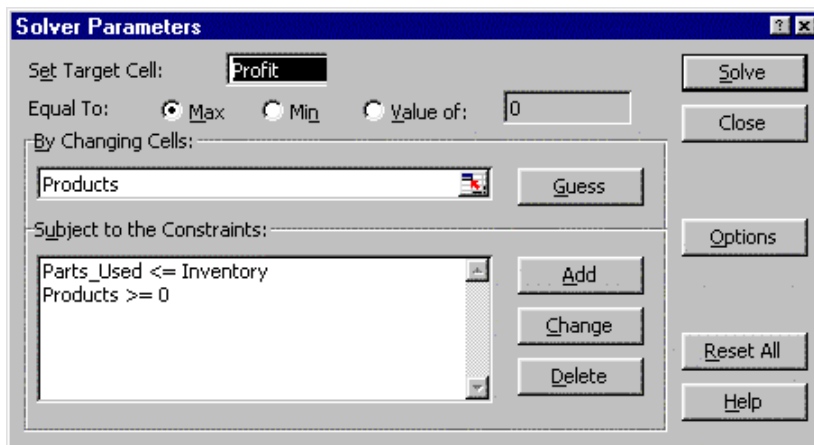 Solver Parameters
Set Target Cell: Profit
Solve
Equal To: Max Min Value of: 0
Close
By Changing Cells:
Products
Guess
Subject to the Constraints:
Options
Parts_Used <= Inventory
Products >= 0
Add
Change
Delete
Reset All
Help